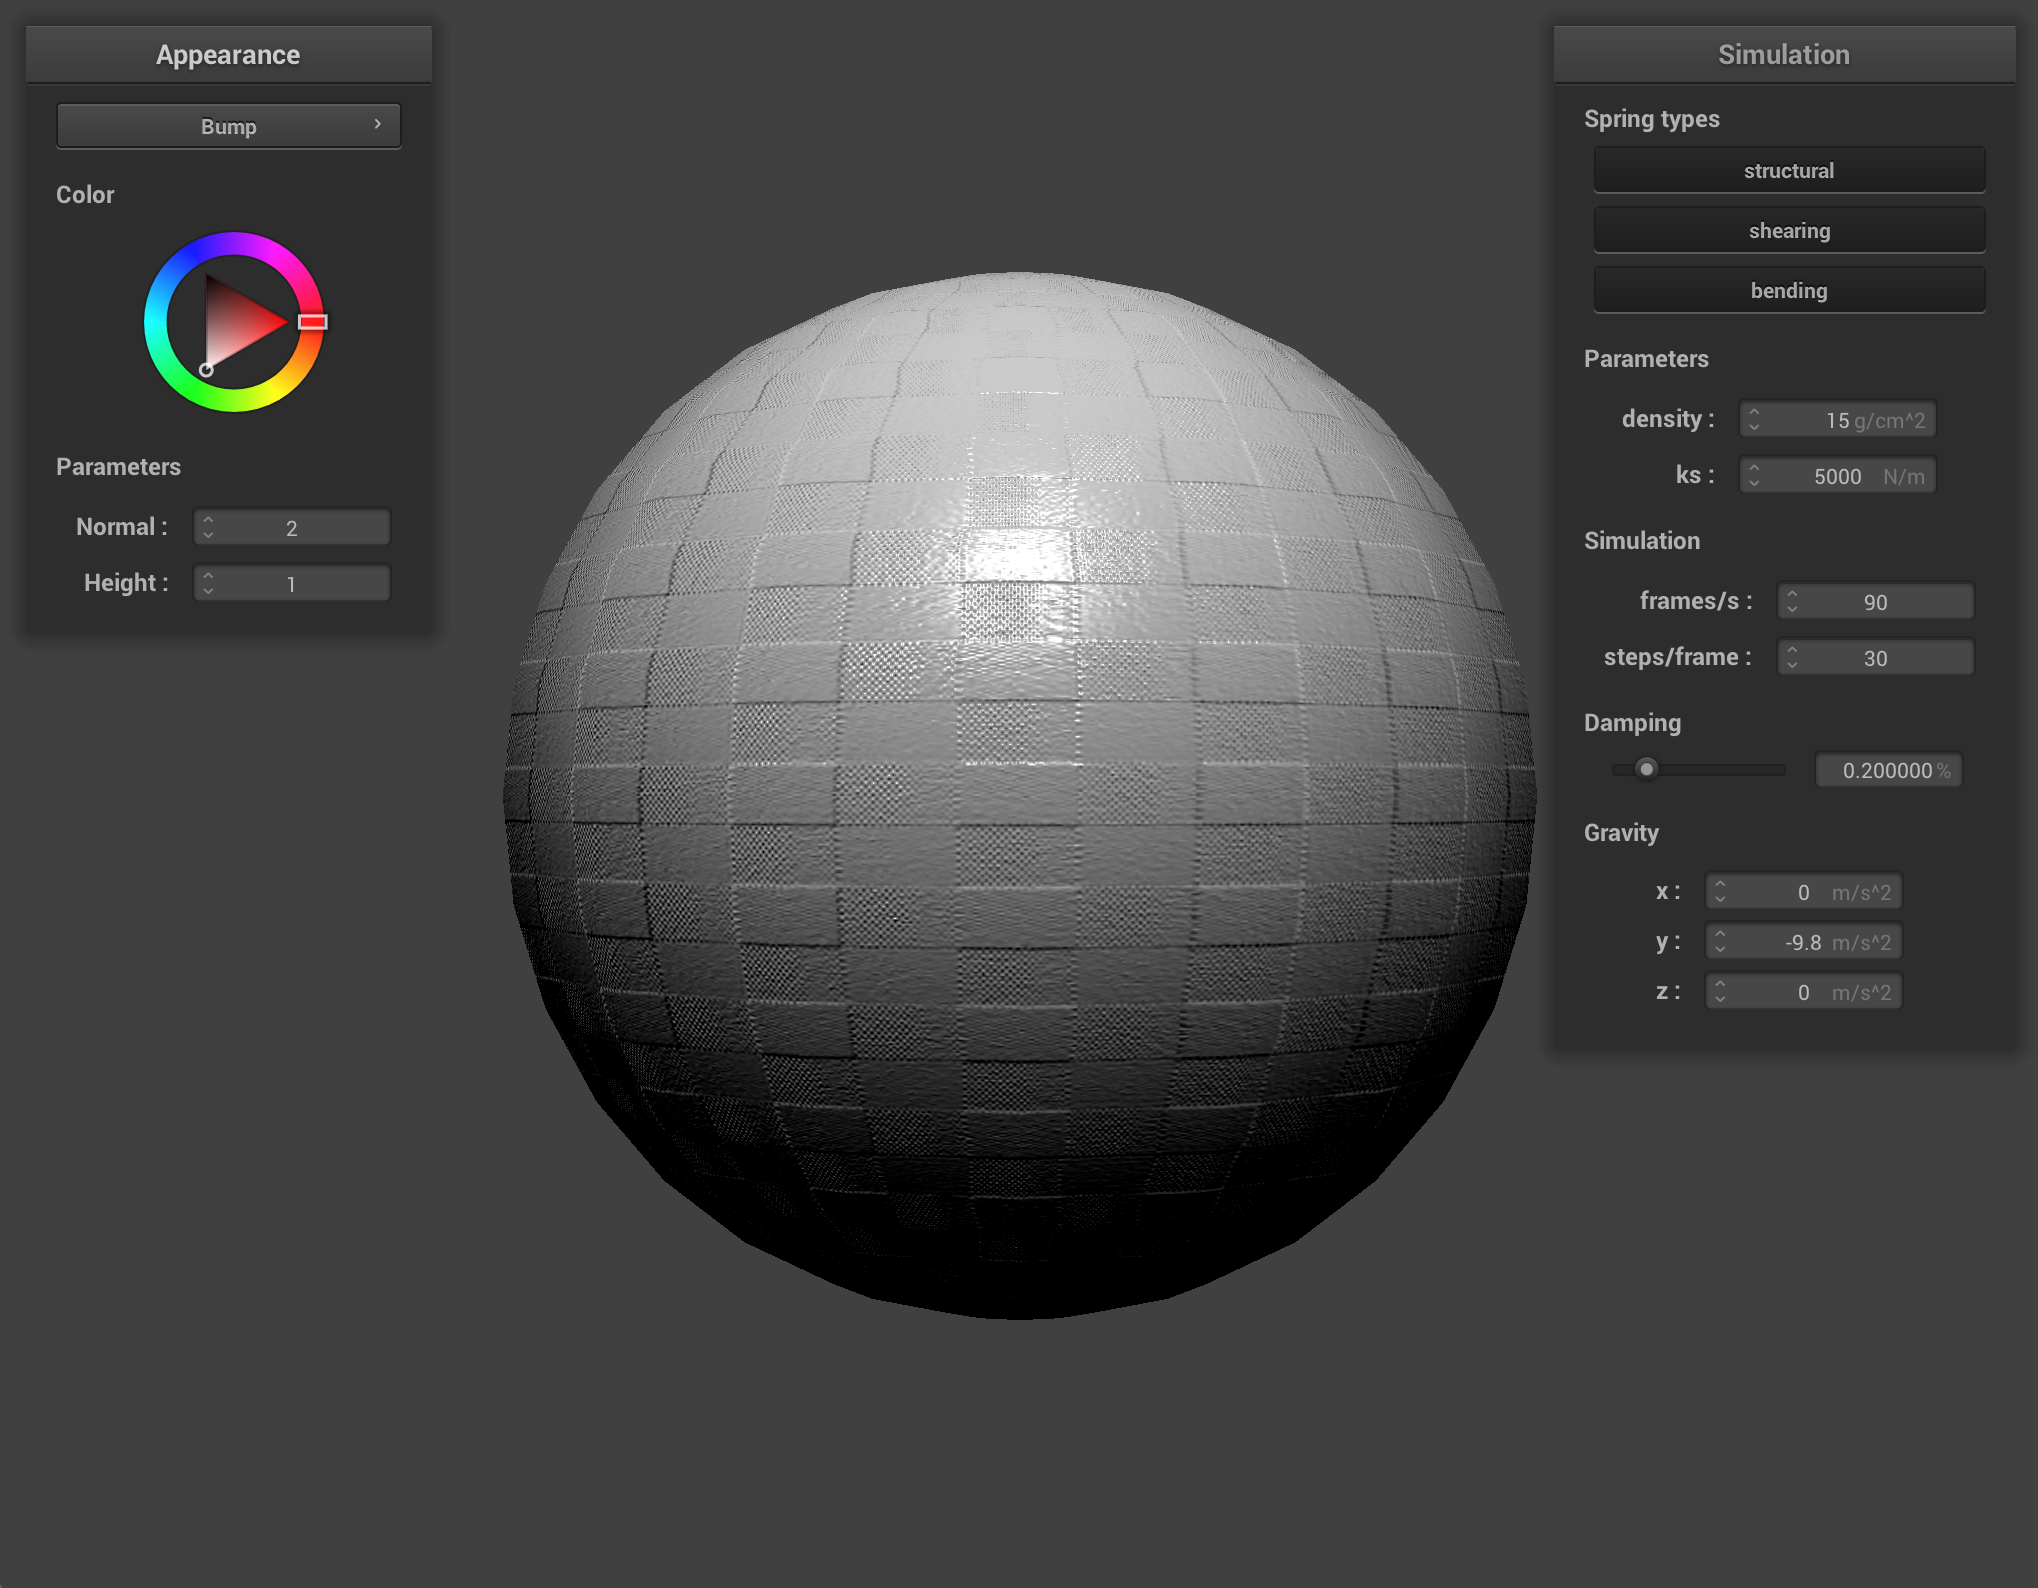 Appearance
Bump
Color
Parameters
Normal : 2
Height : 1
Simulation
Spring types
structural
shearing
bending
Parameters
density : 15 g/cm^2
ks : 5000 N/m
Simulation
frames/s : 90
steps/frame : 30
Damping
0.200000 %
Gravity
x : 0 m/s^2
y : -9.8 m/s^2
z : 0 m/s^2